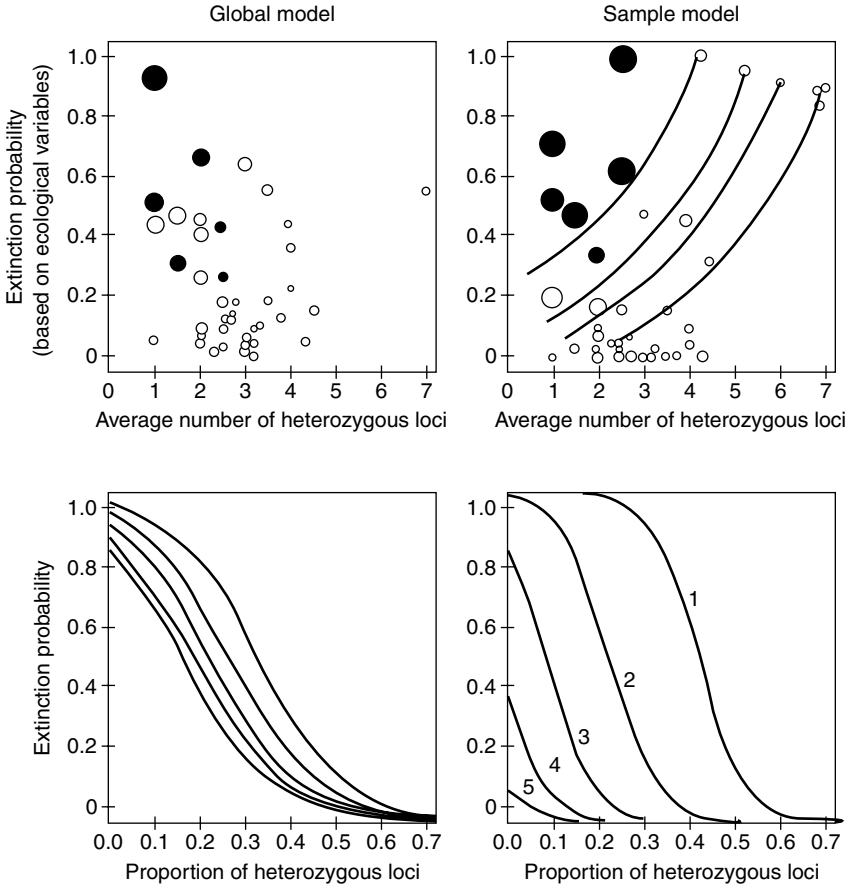 Global model
Sample model
Extinction probability
(based on ecological variables)
1.0
0.8
0.6
0.4
0.2
0
0 1 2 3 4 5 6 7
Average number of heterozygous loci
1.0
0.8
0.6
0.4
0.2
0
0 1 2 3 4 5 6 7
Average number of heterozygous loci
Extinction probability
1.0
0.8
0.6
0.4
0.2
0
0.0 0.1 0.2 0.3 0.4 0.5 0.6 0.7
Proportion of heterozygous loci
1.0
0.8
0.6
0.4
0.2
0
1
2
3
4
5
0.0 0.1 0.2 0.3 0.4 0.5 0.6 0.7
Proportion of heterozygous loci